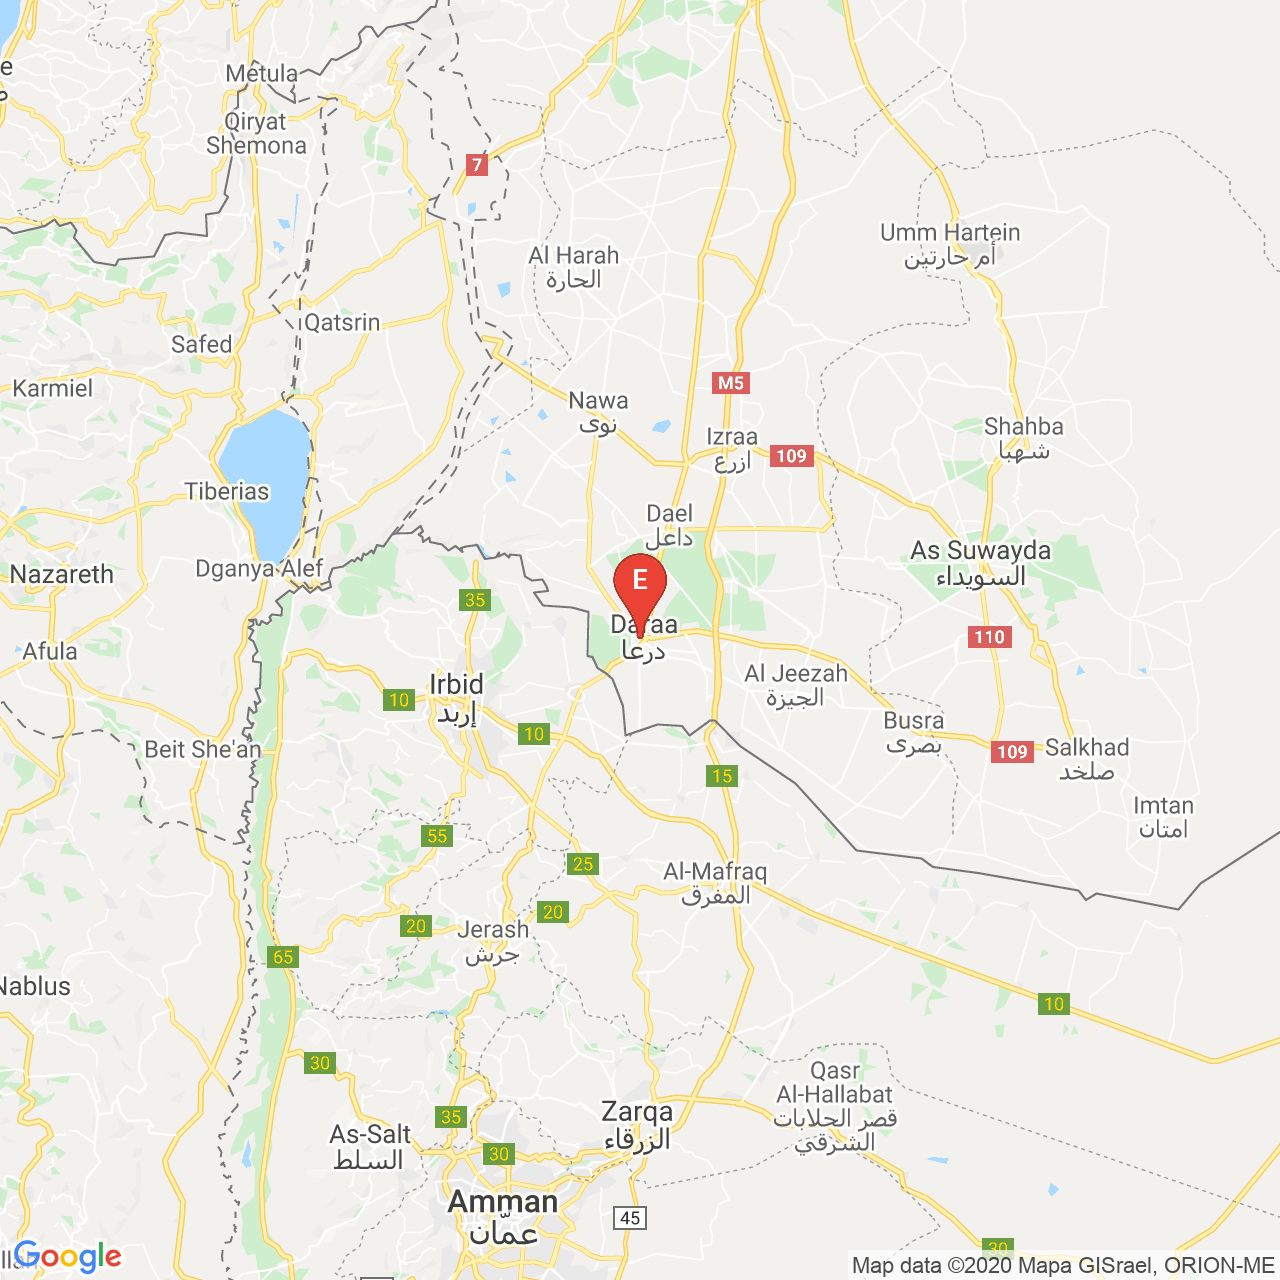 Metula
Qiryat
Shemona
7
Umm Hartein
أم حارتين
Al Harah
الحارة
Qatsrin
Safed
Karmiel
M5
Nawa
نوى
Izraa
ازرع
109
Shahba
شهبا
Tiberias
Dael
داعل
As Suwayda
السويداء
Nazareth
Dganya Alef
E
35
Daraa
درعا
110
Afula
Irbid
إربد
10
Al Jeezah
الجيزة
Busra
بصرى
10
Beit She'an
109
Salkhad
صلخد
15
Imtan
امتان
55
25
Al-Mafraq
المفرق
20
20
Jerash
جرش
65
Nablus
10
30
Qasr
Al-Hallabat
قصر الحلابات
الشرقي
35
Zarqa
الزرقاء
As-Salt
السلط
30
Amman
عمّان
45
30
Google
Map data ©2020 Mapa GISrael, ORION-ME